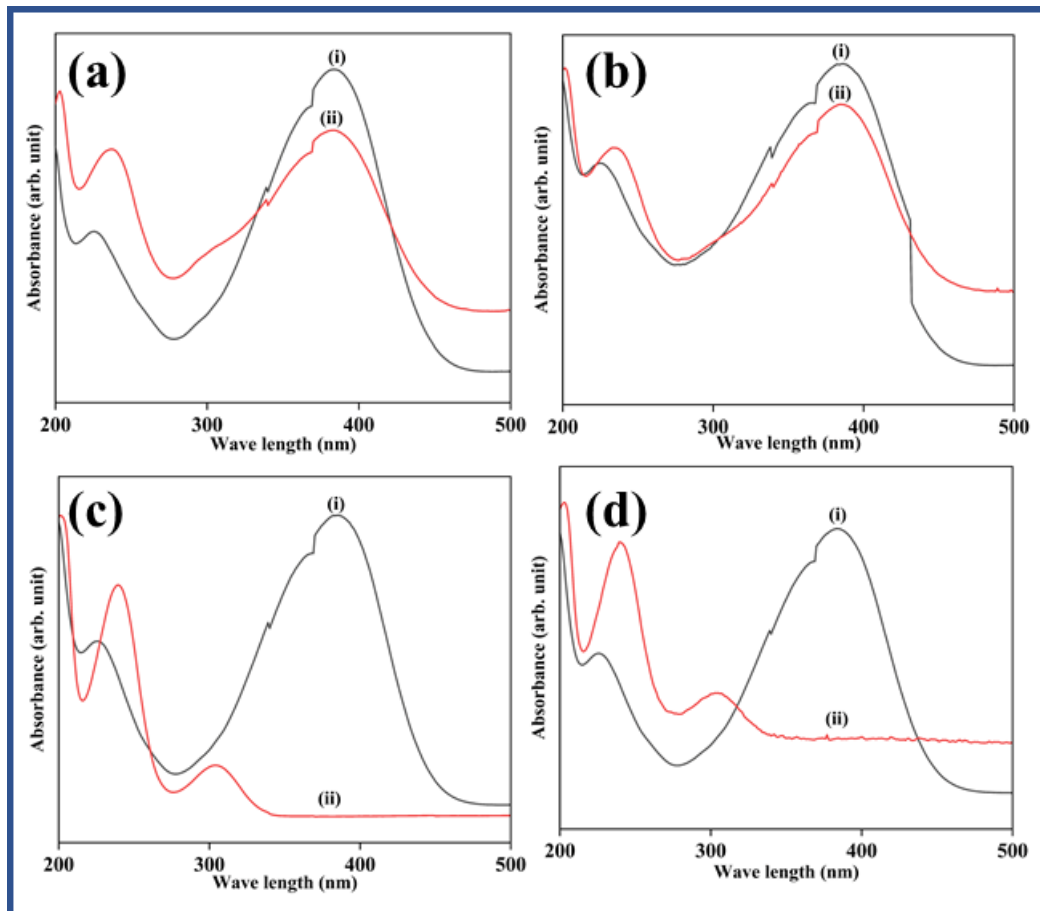 (a)
(i)
(ii)
Absorbance (arb. unit)
200
300
400
500
Wave length (nm)
(b)
(i)
(ii)
Absorbance (arb. unit)
200
300
400
500
Wave length (nm)
(c)
(i)
(ii)
Absorbance (arb. unit)
200
300
400
500
Wave length (nm)
(d)
(i)
(ii)
Absorbance (arb. unit)
200
300
400
500
Wave length (nm)